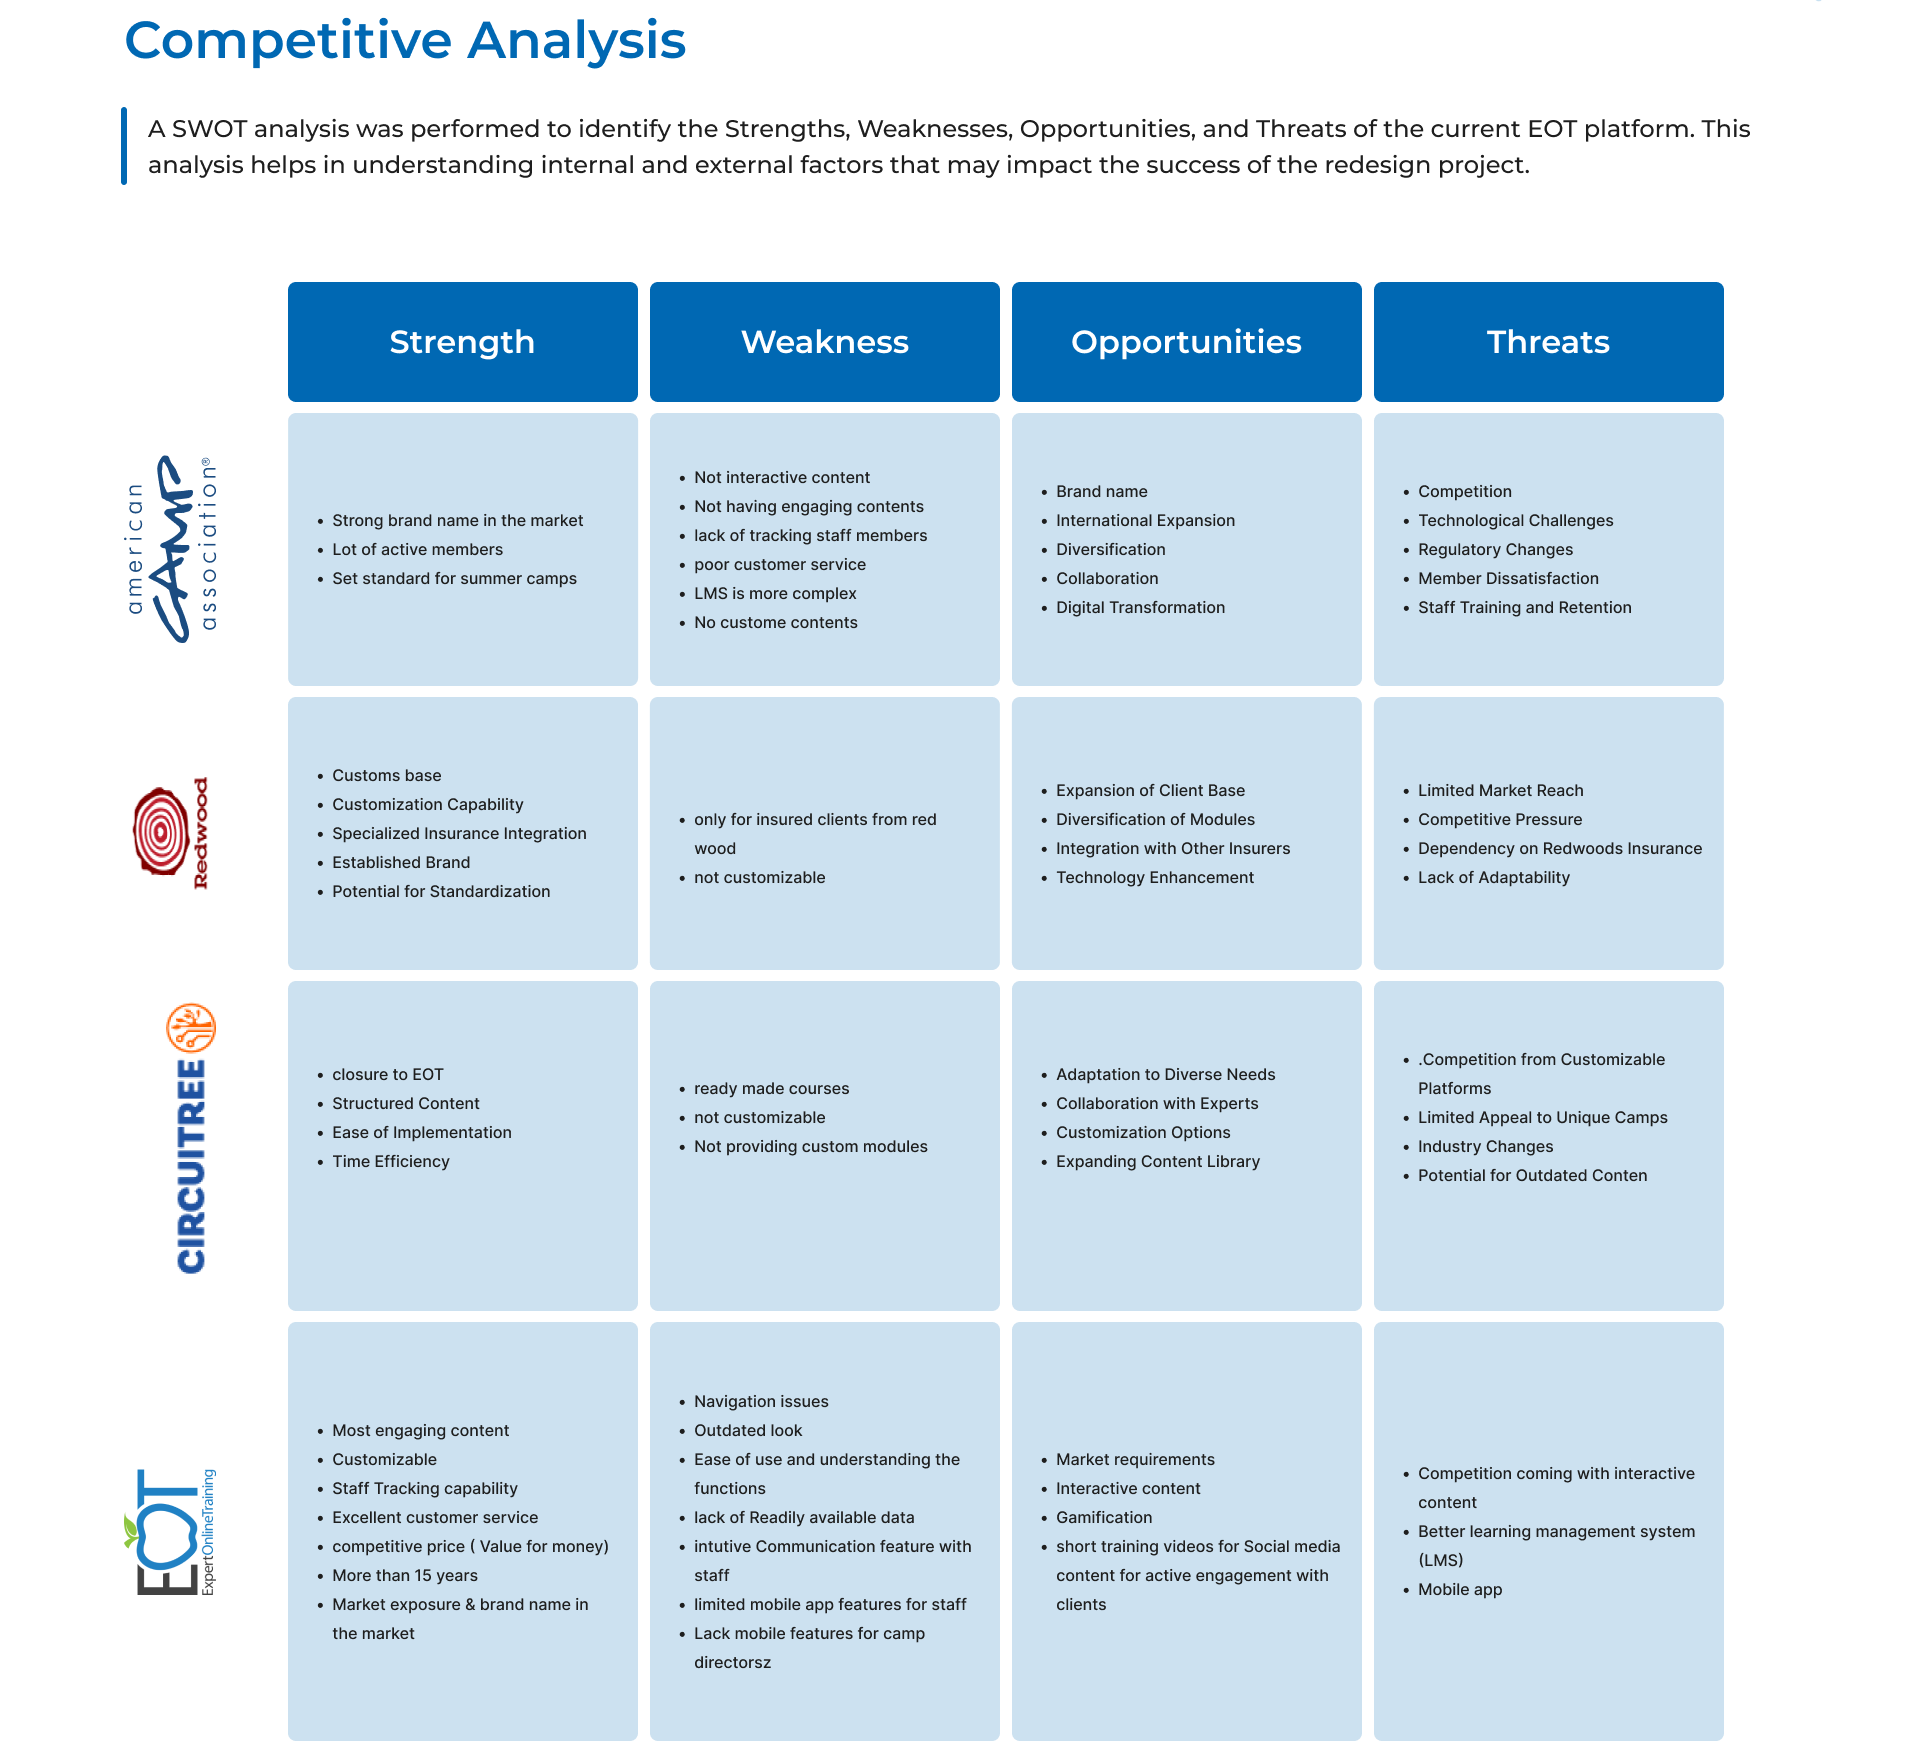 Competitive Analysis
A SWOT analysis was performed to identify the Strengths, Weaknesses, Opportunities, and Threats of the current EOT platform. This
analysis helps in understanding internal and external factors that may impact the success of the redesign project.
Strength
Weakness
Opportunities
Threats
american
CAMP
association®
• Strong brand name in the market
• Lot of active members
• Set standard for summer camps
• Not interactive content
• Not having engaging contents
• lack of tracking staff members
• poor customer service
• LMS is more complex
• No custome contents
• Brand name
• International Expansion
• Diversification
• Collaboration
• Digital Transformation
• Competition
• Technological Challenges
• Regulatory Changes
• Member Dissatisfaction
• Staff Training and Retention
Redwood
• Customs base
• Customization Capability
• Specialized Insurance Integration
• Established Brand
• Potential for Standardization
• only for insured clients from red
wood
• not customizable
• Expansion of Client Base
• Diversification of Modules
• Integration with Other Insurers
• Technology Enhancement
• Limited Market Reach
• Competitive Pressure
• Dependency on Redwoods Insurance
• Lack of Adaptability
CIRCUITREE
• closure to EOT
• Structured Content
• Ease of Implementation
• Time Efficiency
• ready made courses
• not customizable
• Not providing custom modules
• Adaptation to Diverse Needs
• Collaboration with Experts
• Customization Options
• Expanding Content Library
• .Competition from Customizable
Platforms
• Limited Appeal to Unique Camps
• Industry Changes
• Potential for Outdated Conten
EOT
ExpertOnlineTraining
• Most engaging content
• Customizable
• Staff Tracking capability
• Excellent customer service
• competitive price ( Value for money)
• More than 15 years
• Market exposure & brand name in
the market
• Navigation issues
• Outdated look
• Ease of use and understanding the
functions
• lack of Readily available data
• intutive Communication feature with
staff
• limited mobile app features for staff
• Lack mobile features for camp
directorsz
• Market requirements
• Interactive content
• Gamification
• short training videos for Social media
content for active engagement with
clients
• Competition coming with interactive
content
• Better learning management system
(LMS)
• Mobile app